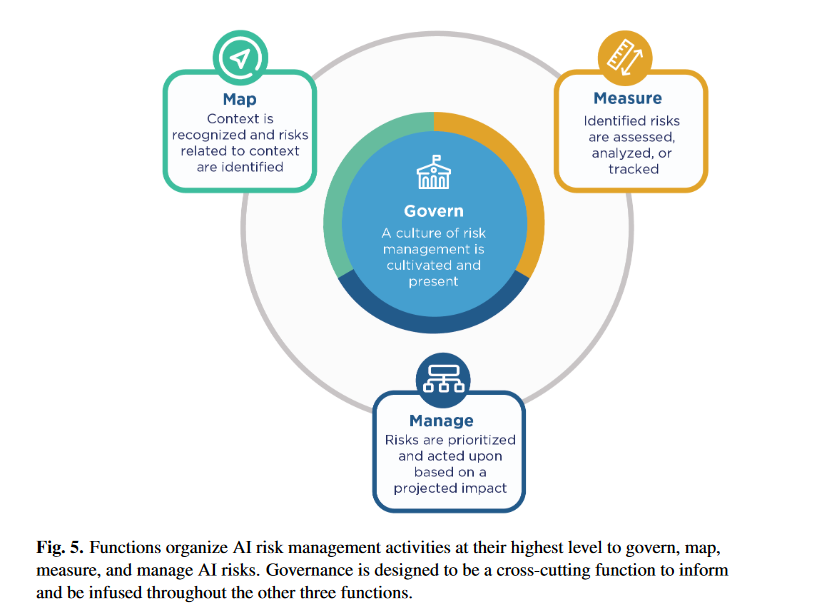 Map
Context is
recognized and risks
related to context
are identified
Measure
Identified risks
are assessed,
analyzed, or
tracked
Govern
A culture of risk
management is
cultivated and
present
Manage
Risks are prioritized
and acted upon
based on a
projected impact
Fig. 5. Functions organize AI risk management activities at their highest level to govern, map,
measure, and manage AI risks. Governance is designed to be a cross-cutting function to inform
and be infused throughout the other three functions.